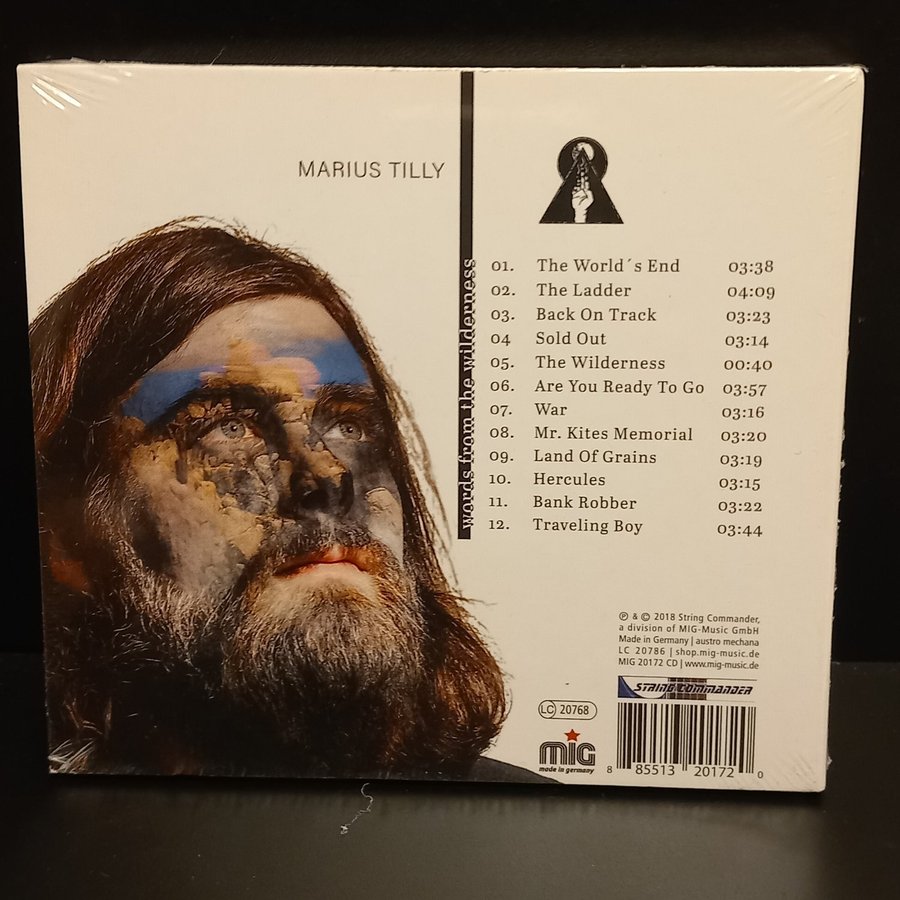 MARIUS TILLY
words from the wilderness
01. The World´s End 03:38
02. The Ladder 04:09
03. Back On Track 03:23
04 Sold Out 03:14
05. The Wilderness 00:40
06. Are You Ready To Go 03:57
07. War 03:16
08. Mr. Kites Memorial 03:20
09. Land Of Grains 03:19
10. Hercules 03:15
11. Bank Robber 03:22
12. Traveling Boy 03:44
℗ & © 2018 String Commander,
a division of MIG-Music GmbH
Made in Germany | austro mechana
LC 20786 | shop.mig-music.de
MIG 20172 CD | www.mig-music.de
STRING COMMANDER
LC 20768
mig
made in germany
8 85513 20172 0